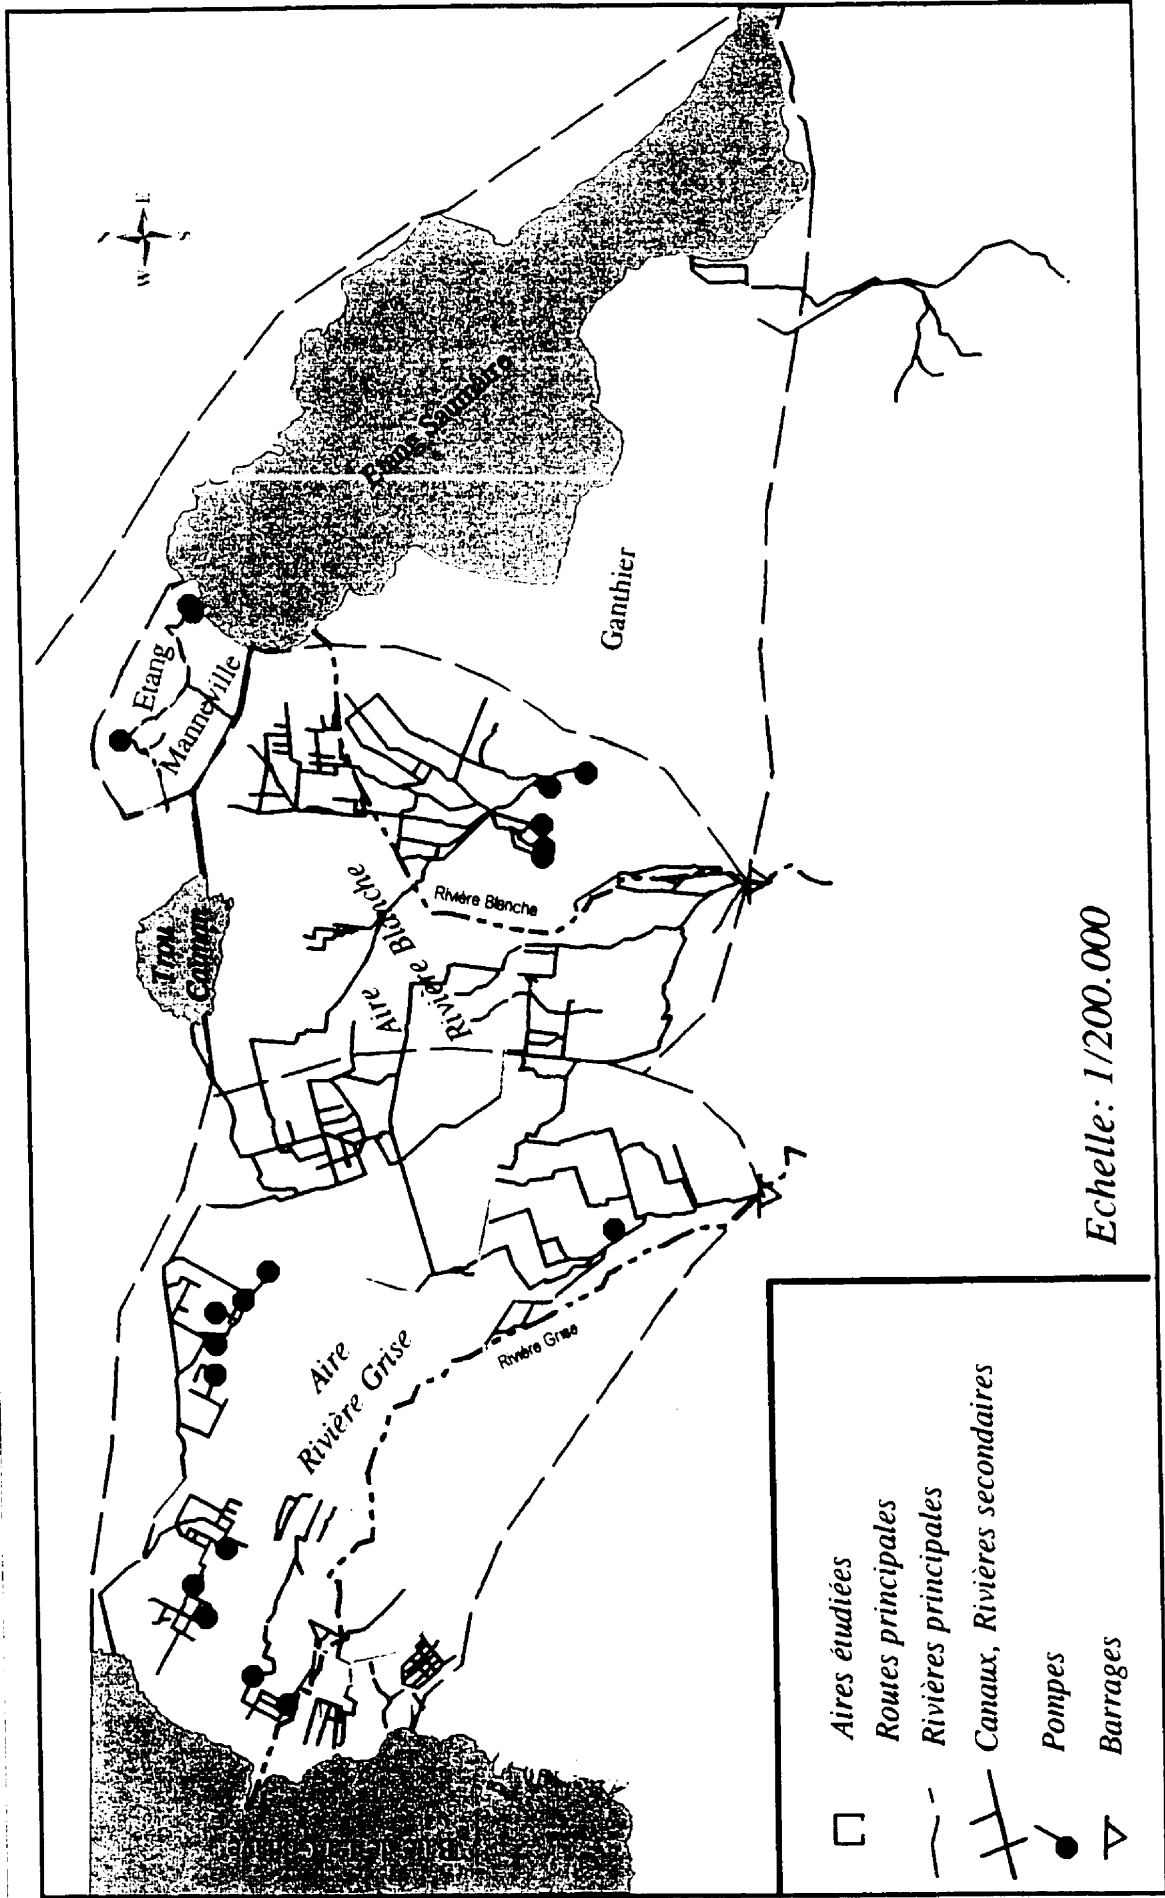 W E S
Etang Saumâtre
Etang
Manneville
Ganthier
Trou
Caïman
Rivière Blanche
Aire
Rivière Blanche
Aire
Rivière Grise
Rivière Grise
Echelle: 1/200.000
Aires étudiées
Routes principales
Rivières principales
Canaux, Rivières secondaires
Pompes
Barrages